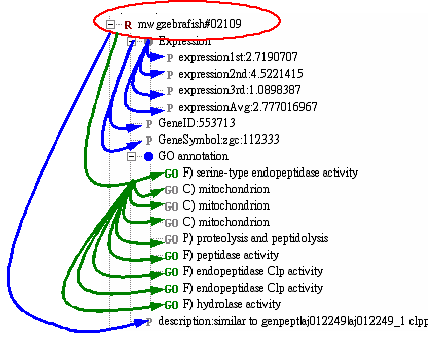 R mwgzebrafish#02109
Expression
P expression1st:2.7190707
P expression2nd:4.5221415
P expression3rd:1.0898387
P expressionAvg:2.777016967
P GeneID:553713
P GeneSymbol:zgc:112333
GO annotation
GO F) serine-type endopeptidase activity
GO C) mitochondrion
GO C) mitochondrion
GO C) mitochondrion
GO P) proteolysis and peptidolysis
GO F) peptidase activity
GO F) endopeptidase Clp activity
GO F) endopeptidase Clp activity
GO F) hydrolase activity
P description:similar to